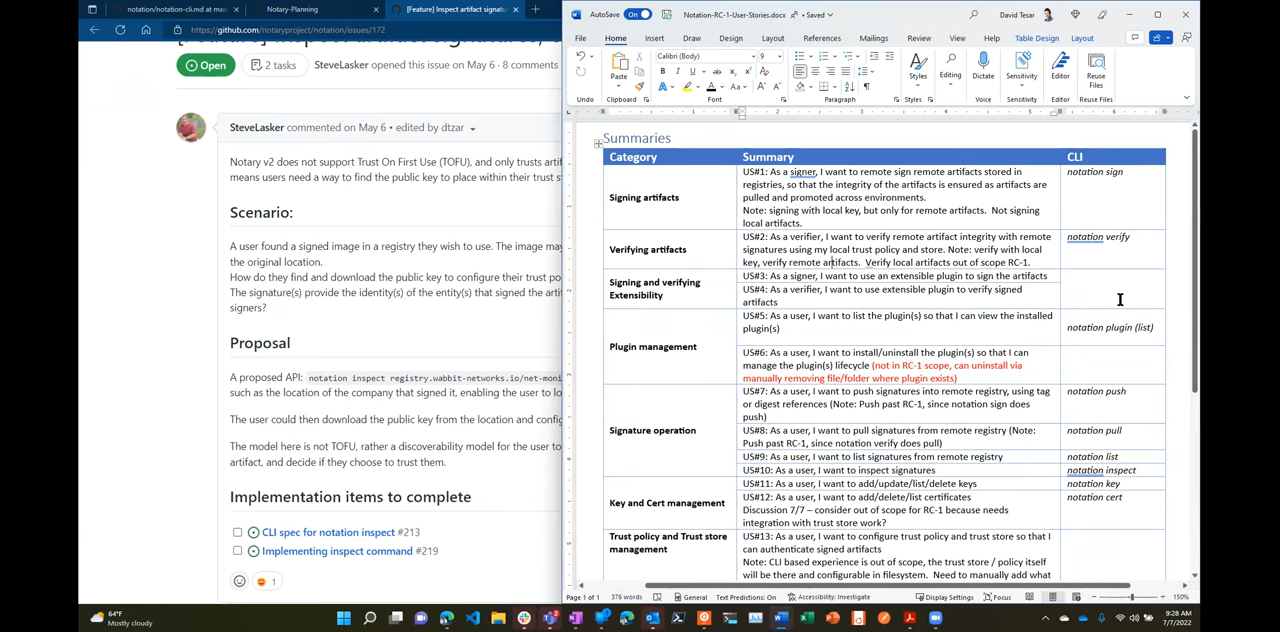 notation/notation-cli.md at main
Notary-Planning
[Feature] Inspect artifact signatu
https://github.com/notaryproject/notation/issues/172
Open
2 tasks
SteveLasker opened this issue on May 6 · 8 comments
SteveLasker commented on May 6 • edited by dtzar
Notary v2 does not support Trust On First Use (TOFU), and only trusts artif
means users need a way to find the public key to place within their trust s
Scenario:
A user found a signed image in a registry they wish to use. The image may
the original location.
How do they find and download the public key to configure their trust po
The signature(s) provide the identity(s) of the entity(s) that signed the arti
signers?
Proposal
A proposed API: notation inspect registry.wabbit-networks.io/net-moni
such as the location of the company that signed it, enabling the user to lo
The user could then download the public key from the location and config
The model here is not TOFU, rather a discoverability model for the user to
artifact, and decide if they choose to trust them.
Implementation items to complete
CLI spec for notation inspect #213
Implementing inspect command #219
1
AutoSave On
Notation-RC-1-User-Stories.docx
Saved
David Tesar
File Home Insert Draw Design Layout References Mailings Review View Help Table Design Layout
Calibri (Body) 9
Paste
Styles
Editing
Dictate
Sensitivity
Editor
Reuse
Files
Undo Clipboard Font Paragraph Styles Voice Sensitivity Editor Reuse Files
Summaries
Category Summary CLI
Signing artifacts
US#1: As a signer, I want to remote sign remote artifacts stored in
registries, so that the integrity of the artifacts is ensured as artifacts are
pulled and promoted across environments.
Note: signing with local key, but only for remote artifacts. Not signing
local artifacts.
notation sign
Verifying artifacts
US#2: As a verifier, I want to verify remote artifact integrity with remote
signatures using my local trust policy and store. Note: verify with local
key, verify remote artifacts. Verify local artifacts out of scope RC-1.
notation verify
Signing and verifying
Extensibility
US#3: As a signer, I want to use an extensible plugin to sign the artifacts
US#4: As a verifier, I want to use extensible plugin to verify signed
artifacts
Plugin management
US#5: As a user, I want to list the plugin(s) so that I can view the installed
plugin(s)
notation plugin (list)
US#6: As a user, I want to install/uninstall the plugin(s) so that I can
manage the plugin(s) lifecycle (not in RC-1 scope, can uninstall via
manually removing file/folder where plugin exists)
Signature operation
US#7: As a user, I want to push signatures into remote registry, using tag
or digest references (Note: Push past RC-1, since notation sign does
push)
notation push
US#8: As a user, I want to pull signatures from remote registry (Note:
Push past RC-1, since notation verify does pull)
notation pull
US#9: As a user, I want to list signatures from remote registry
notation list
US#10: As a user, I want to inspect signatures
notation inspect
Key and Cert management
US#11: As a user, I want to add/update/list/delete keys
notation key
US#12: As a user, I want to add/delete/list certificates
Discussion 7/7 – consider out of scope for RC-1 because needs
integration with trust store work?
notation cert
Trust policy and Trust store
management
US#13: As a user, I want to configure trust policy and trust store so that I
can authenticate signed artifacts
Note: CLI based experience is out of scope, the trust store / policy itself
will be there and configurable in filesystem. Need to manually add what
Page 1 of 1 376 words General Text Predictions: On Accessibility: Investigate Display Settings Focus 150%
64°F
Mostly cloudy
9:28 AM
7/7/2022